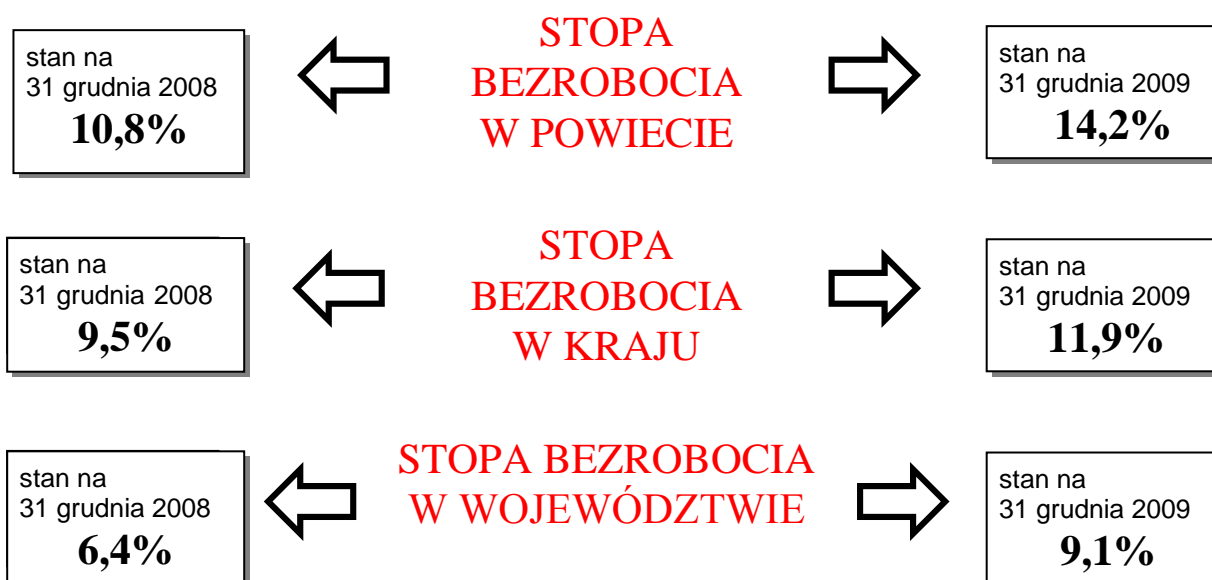 stan na
31 grudnia 2008
10,8%
STOPA
BEZROBOCIA
W POWIECIE
stan na
31 grudnia 2009
14,2%
stan na
31 grudnia 2008
9,5%
STOPA
BEZROBOCIA
W KRAJU
stan na
31 grudnia 2009
11,9%
stan na
31 grudnia 2008
6,4%
STOPA BEZROBOCIA
W WOJEWÓDZTWIE
stan na
31 grudnia 2009
9,1%